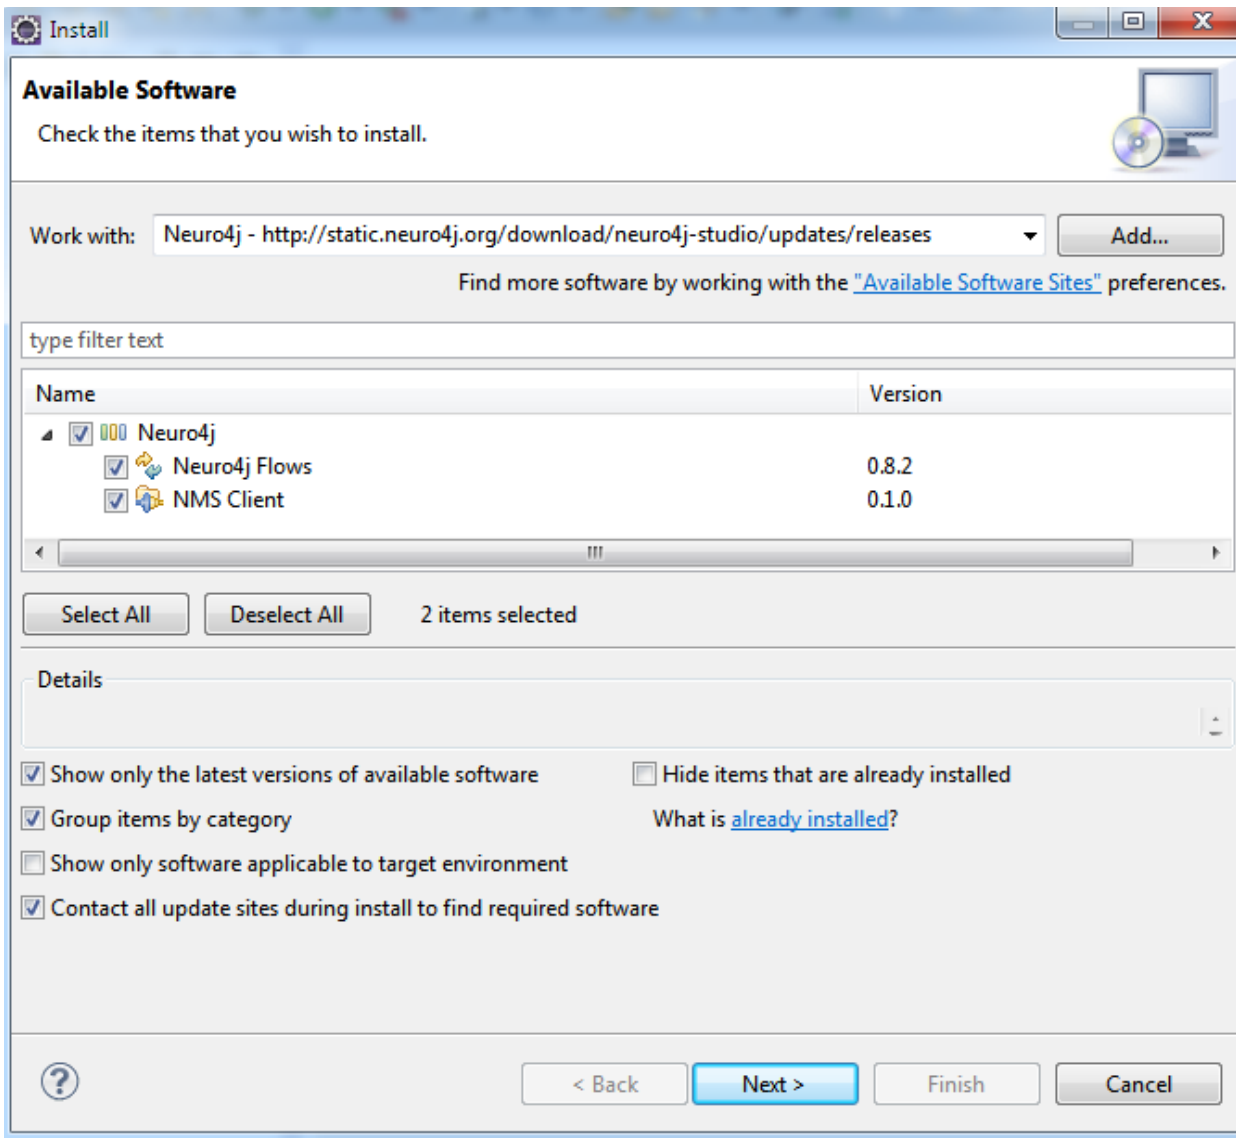 Install
Available Software
Check the items that you wish to install.
Work with: Neuro4j - http://static.neuro4j.org/download/neuro4j-studio/updates/releases Add...
Find more software by working with the "Available Software Sites" preferences.
type filter text
Name Version
Neuro4j
Neuro4j Flows 0.8.2
NMS Client 0.1.0
Select All Deselect All 2 items selected
Details
Show only the latest versions of available software Hide items that are already installed
Group items by category What is already installed?
Show only software applicable to target environment
Contact all update sites during install to find required software
? < Back Next > Finish Cancel